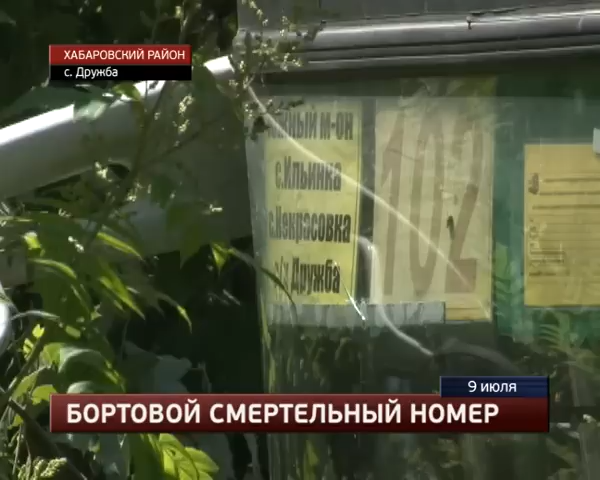 ХАБАРОВСКИЙ РАЙОН
с. Дружба
м-он
с.Ильинка
с.Некрасовка
Дружба
102
9 июля
БОРТОВОЙ СМЕРТЕЛЬНЫЙ НОМЕР